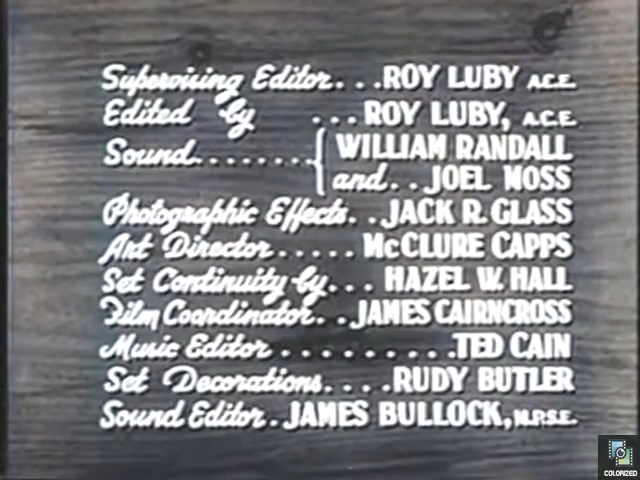 Supervising Editor...ROY LUBY A.C.E.
Edited by ...ROY LUBY, A.C.E.
Sound........{ WILLIAM RANDALL
and..JOEL MOSS
Photographic Effects..JACK R. GLASS
Art Director.....McCLURE CAPPS
Set Continuity by...HAZEL W. HALL
Film Coordinator..JAMES CAIRNCROSS
Music Editor..........TED CAIN
Set Decorations....RUDY BUTLER
Sound Editor.JAMES BULLOCK, M.P.S.E.
COLORIZED